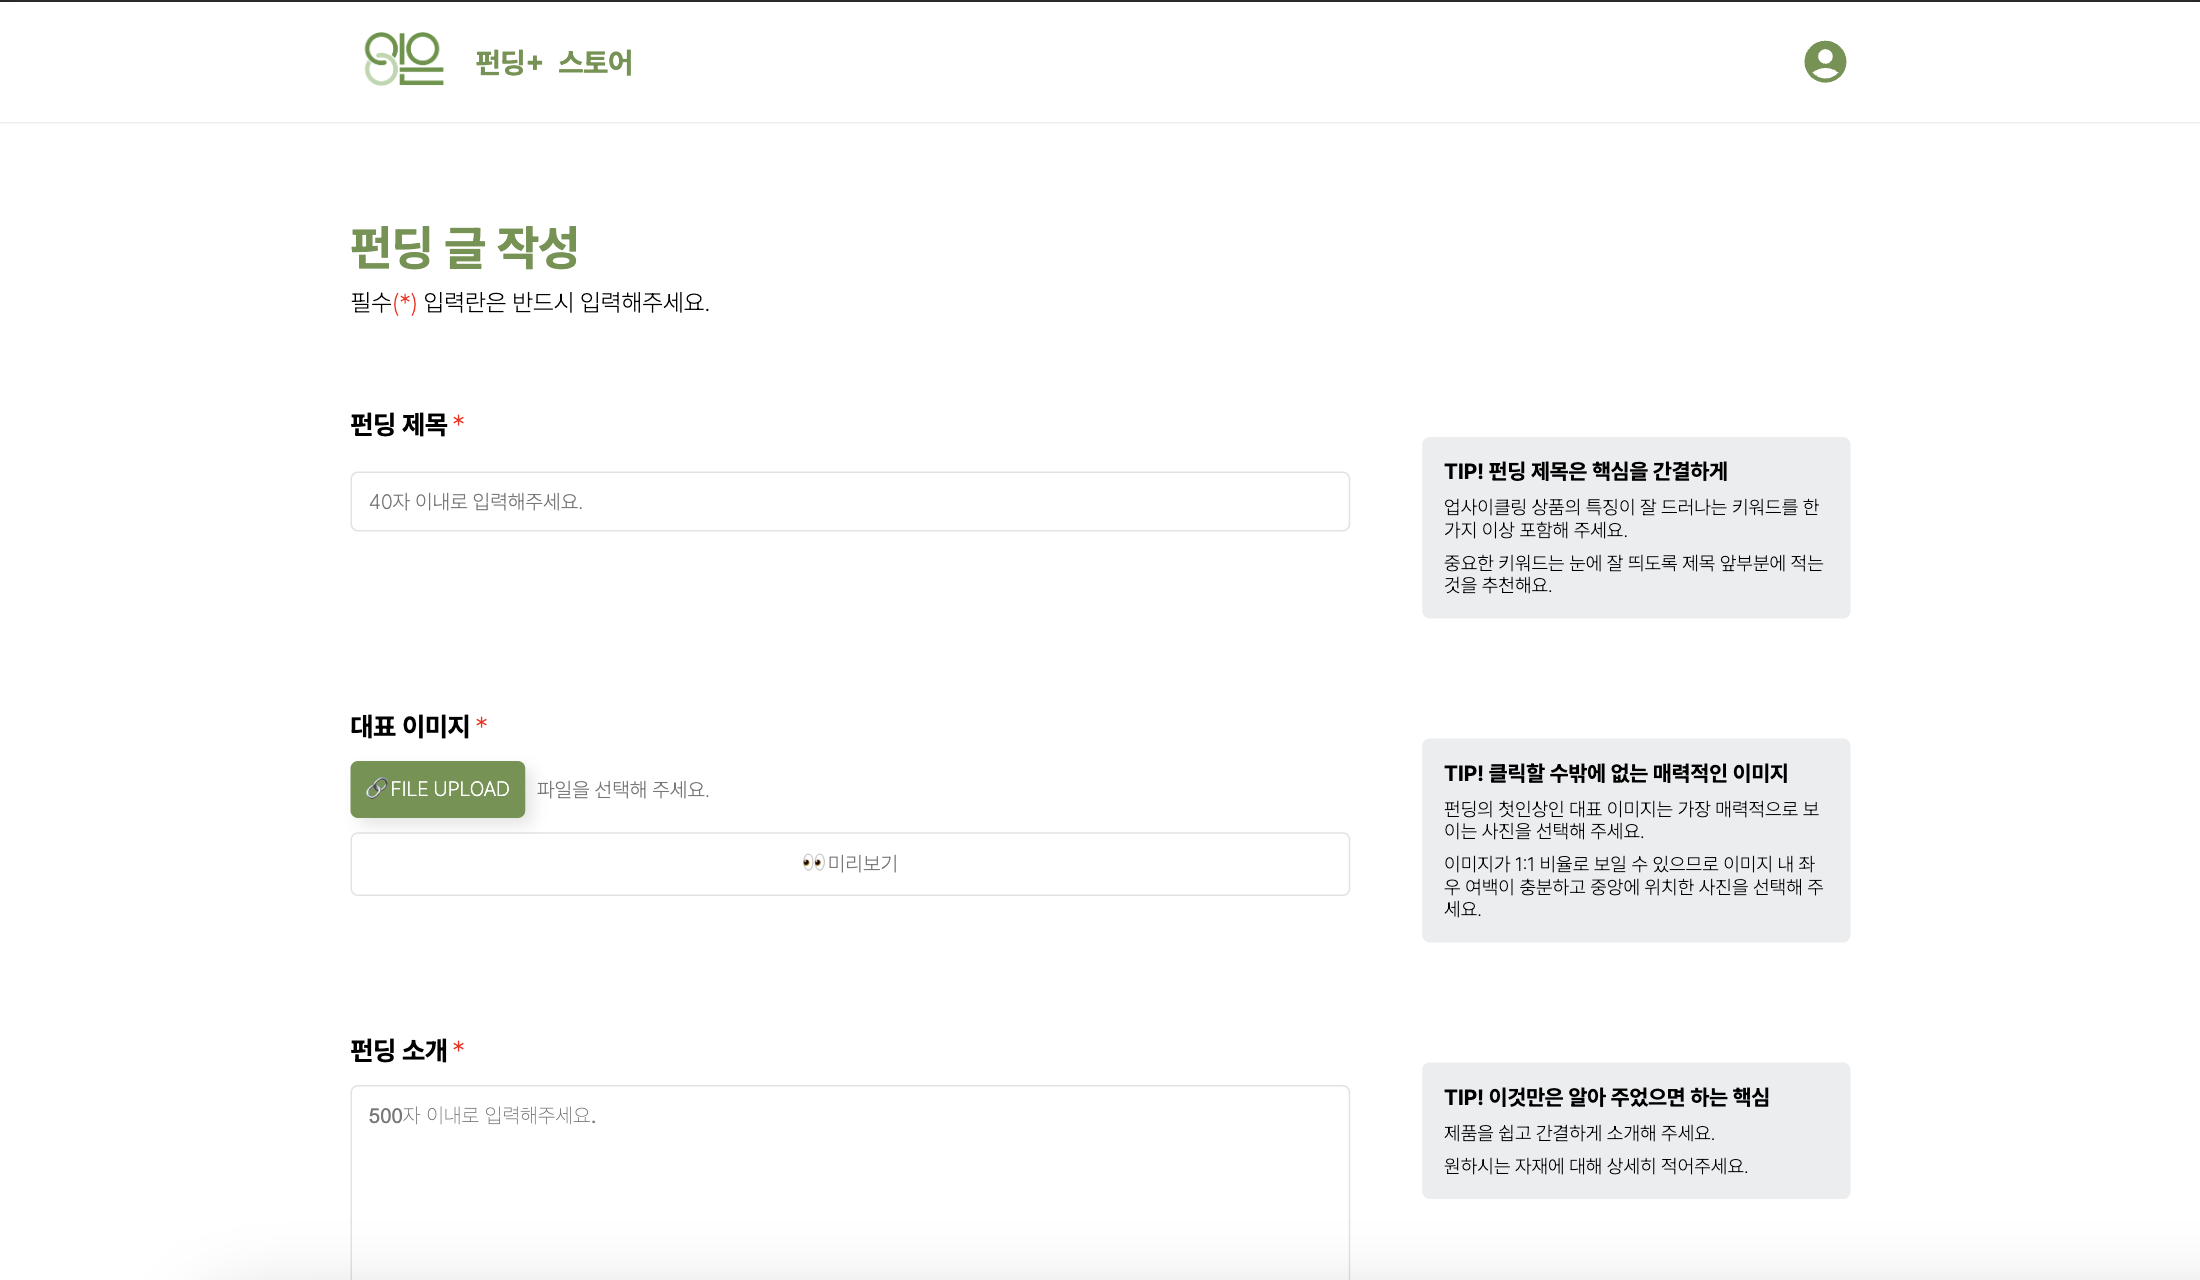 잇은
펀딩+ 스토어
펀딩 글 작성
필수(*) 입력란은 반드시 입력해주세요.
펀딩 제목 *
40자 이내로 입력해주세요.
TIP! 펀딩 제목은 핵심을 간결하게
업사이클링 상품의 특징이 잘 드러나는 키워드를 한
가지 이상 포함해 주세요.
중요한 키워드는 눈에 잘 띄도록 제목 앞부분에 적는
것을 추천해요.
대표 이미지 *
🔗FILE UPLOAD 파일을 선택해 주세요.
👀미리보기
TIP! 클릭할 수밖에 없는 매력적인 이미지
펀딩의 첫인상인 대표 이미지는 가장 매력적으로 보
이는 사진을 선택해 주세요.
이미지가 1:1 비율로 보일 수 있으므로 이미지 내 좌
우 여백이 충분하고 중앙에 위치한 사진을 선택해 주
세요.
펀딩 소개 *
500자 이내로 입력해주세요.
TIP! 이것만은 알아 주었으면 하는 핵심
제품을 쉽고 간결하게 소개해 주세요.
원하시는 자재에 대해 상세히 적어주세요.